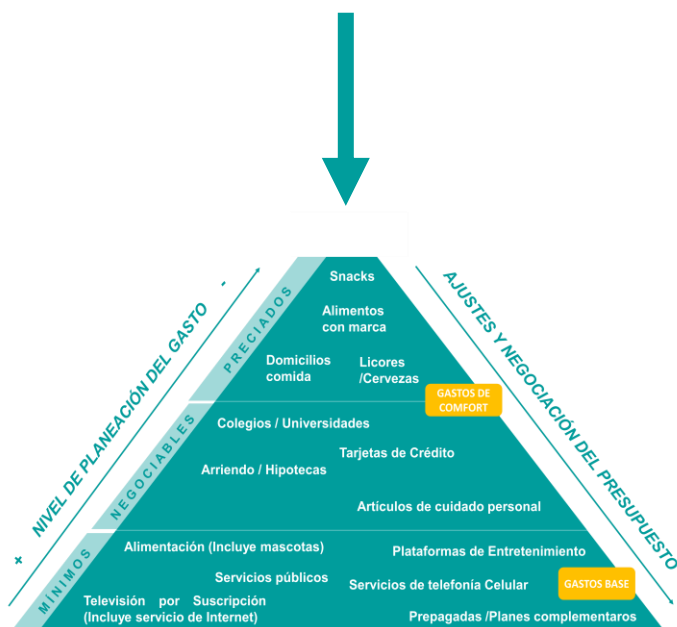 Snacks
Alimentos
con marca
Domicilios
comida
Licores
/Cervezas
PRECIADOS
GASTOS DE
COMFORT
Colegios / Universidades
Tarjetas de Crédito
Arriendo / Hipotecas
Artículos de cuidado personal
NEGOCIABLES
Alimentación (Incluye mascotas)
Plataformas de Entretenimiento
Servicios públicos
Servicios de telefonía Celular
GASTOS BASE
Televisión por Suscripción
(Incluye servicio de Internet)
Prepagadas /Planes complementaros
MÍNIMOS
+ NIVEL DE PLANEACIÓN DEL GASTO -
AJUSTES Y NEGOCIACIÓN DEL PRESUPUESTO